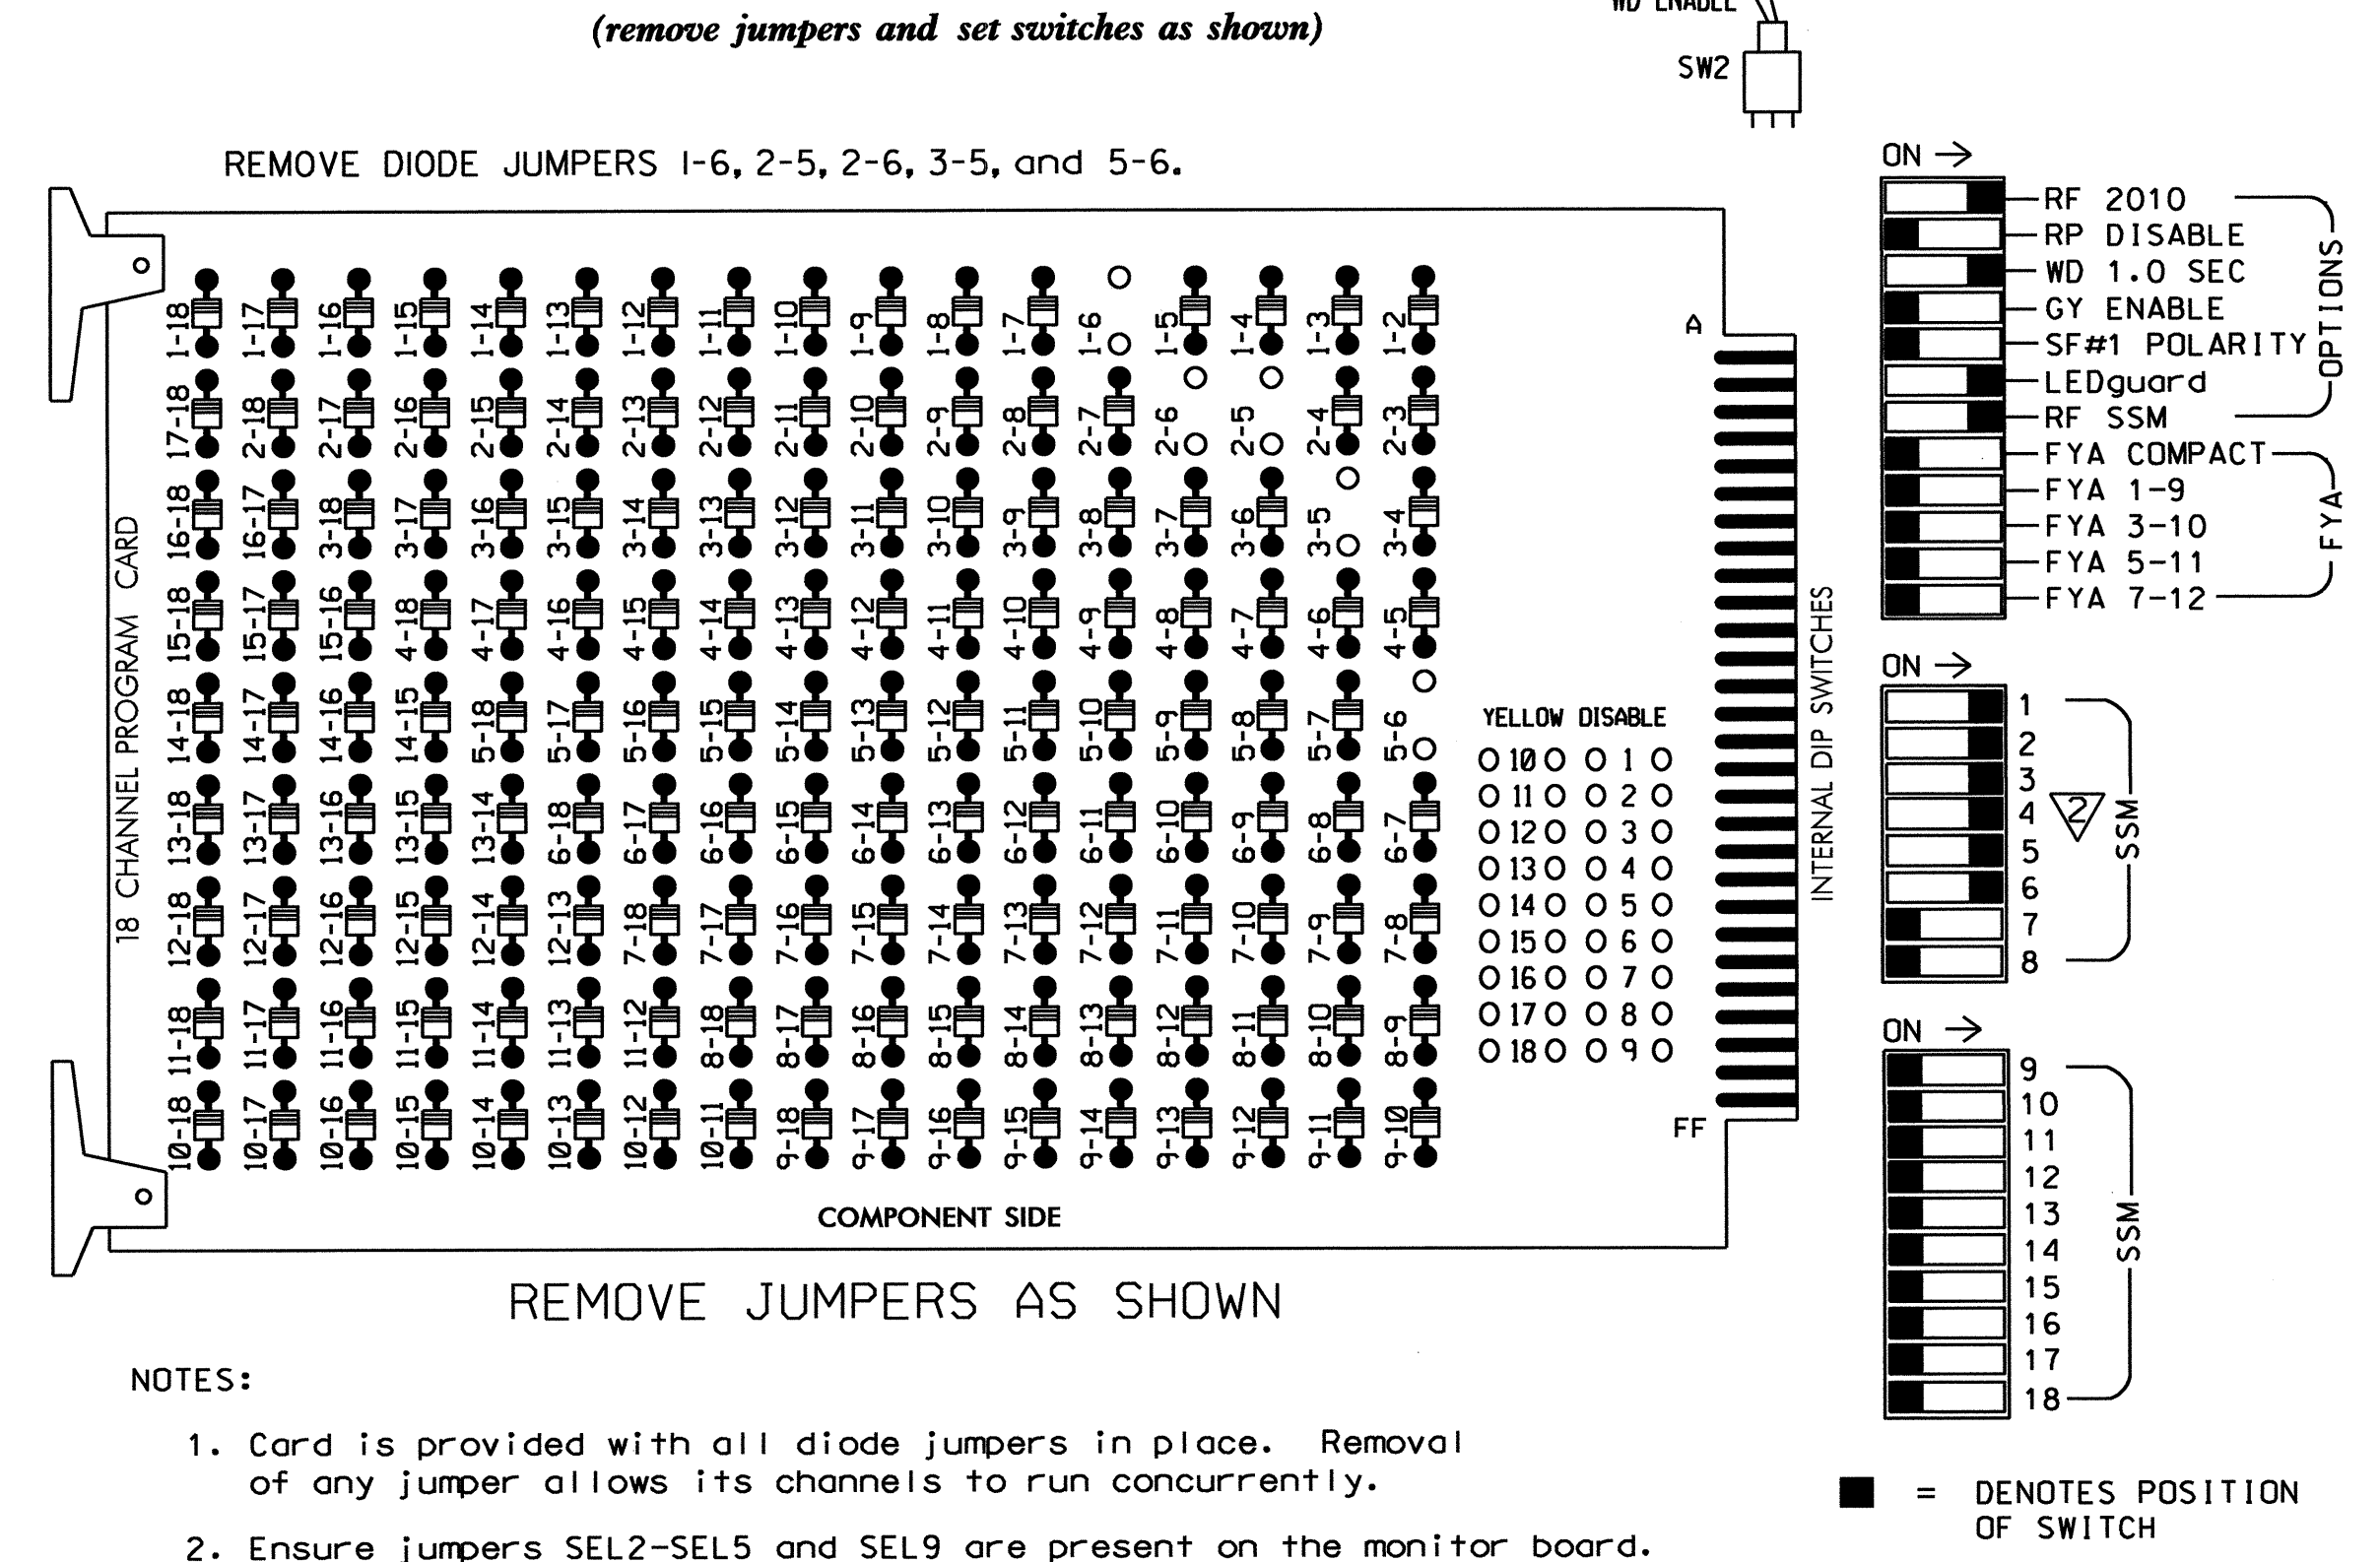 (remove jumpers and set switches as shown)
WD ENABLE
SW2
REMOVE DIODE JUMPERS 1-6, 2-5, 2-6, 3-5, and 5-6.
18 CHANNEL PROGRAM CARD
1-18 1-17 1-16 1-15 1-14 1-13 1-12 1-11 1-10 1-9 1-8 1-7 1-6 1-5 1-4 1-3 1-2
17-18 2-18 2-17 2-16 2-15 2-14 2-13 2-12 2-11 2-10 2-9 2-8 2-7 2-6 2-5 2-4 2-3
16-18 16-17 3-18 3-17 3-16 3-15 3-14 3-13 3-12 3-11 3-10 3-9 3-8 3-7 3-6 3-5 3-4
15-18 15-17 15-16 4-18 4-17 4-16 4-15 4-14 4-13 4-12 4-11 4-10 4-9 4-8 4-7 4-6 4-5
14-18 14-17 14-16 14-15 5-18 5-17 5-16 5-15 5-14 5-13 5-12 5-11 5-10 5-9 5-8 5-7 5-6
13-18 13-17 13-16 13-15 13-14 6-18 6-17 6-16 6-15 6-14 6-13 6-12 6-11 6-10 6-9 6-8 6-7
12-18 12-17 12-16 12-15 12-14 12-13 7-18 7-17 7-16 7-15 7-14 7-13 7-12 7-11 7-10 7-9 7-8
11-18 11-17 11-16 11-15 11-14 11-13 11-12 8-18 8-17 8-16 8-15 8-14 8-13 8-12 8-11 8-10 8-9
10-18 10-17 10-16 10-15 10-14 10-13 10-12 10-11 9-18 9-17 9-16 9-15 9-14 9-13 9-12 9-11 9-10
YELLOW DISABLE
10 1
11 2
12 3
13 4
14 5
15 6
16 7
17 8
18 9
A
FF
COMPONENT SIDE
REMOVE JUMPERS AS SHOWN
INTERNAL DIP SWITCHES
ON →
RF 2010
RP DISABLE
WD 1.0 SEC
GY ENABLE
SF#1 POLARITY
LEDguard
RF SSM
OPTIONS
FYA COMPACT
FYA 1-9
FYA 3-10
FYA 5-11
FYA 7-12
FYA
ON →
1
2
3
4
5
6
7
8
2
SSM
ON →
9
10
11
12
13
14
15
16
17
18
SSM
= DENOTES POSITION
OF SWITCH
NOTES:
1. Card is provided with all diode jumpers in place. Removal
of any jumper allows its channels to run concurrently.
2. Ensure jumpers SEL2-SEL5 and SEL9 are present on the monitor board.